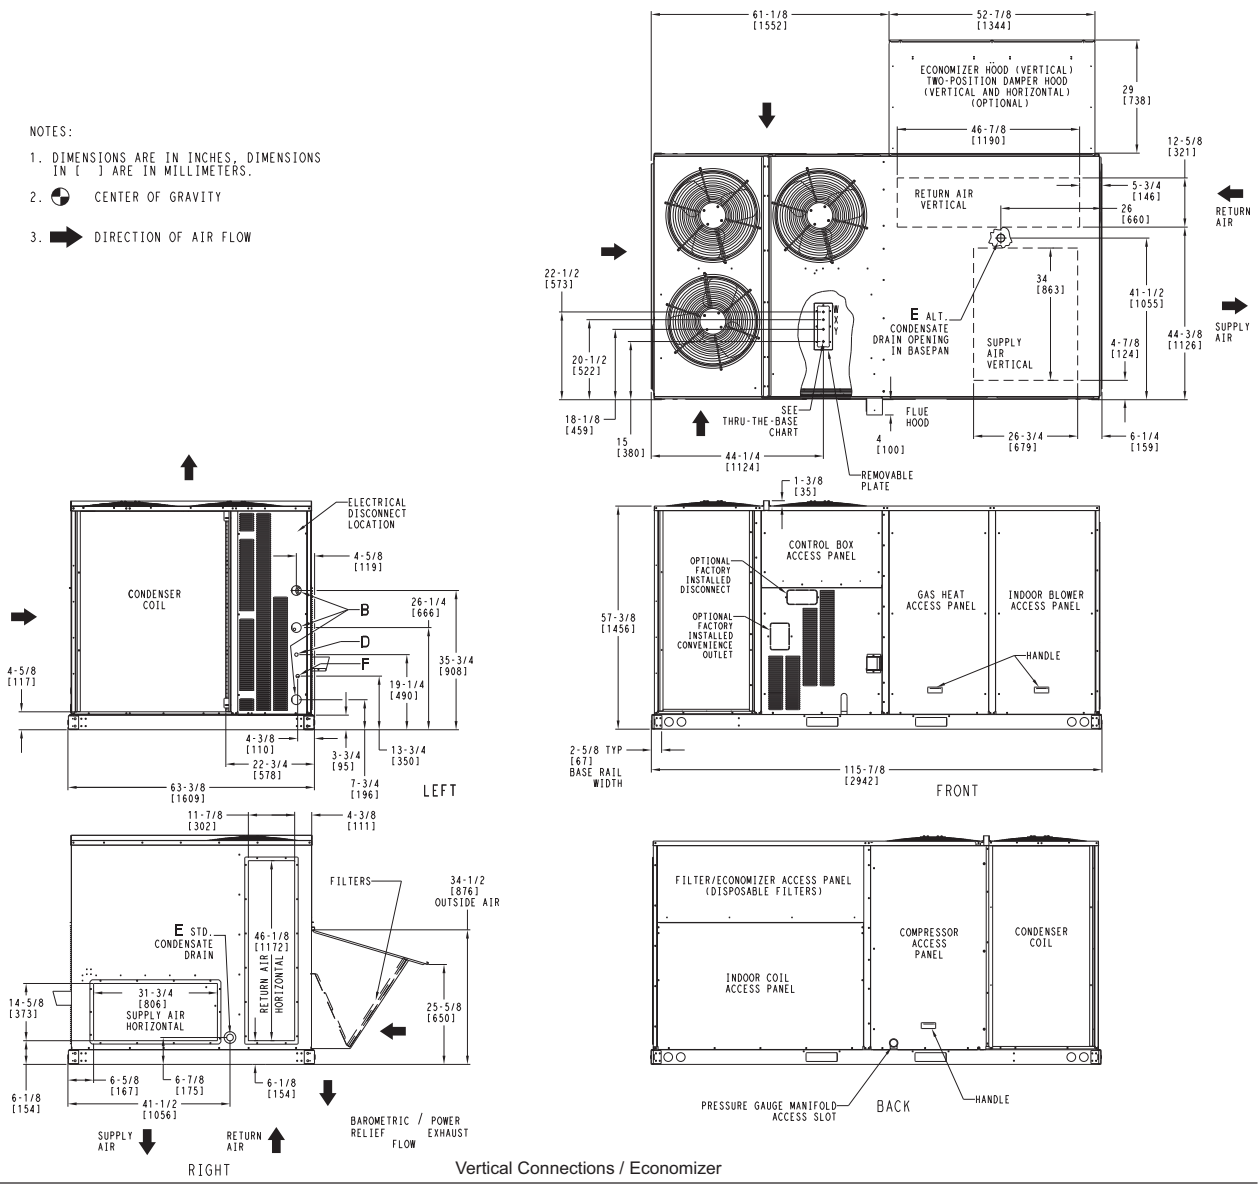 NOTES:
1. DIMENSIONS ARE IN INCHES, DIMENSIONS
IN [ ] ARE IN MILLIMETERS.
2. CENTER OF GRAVITY
3. DIRECTION OF AIR FLOW
61-1/8
[1552]
52-7/8
[1344]
ECONOMIZER HOOD (VERTICAL)
TWO-POSITION DAMPER HOOD
(VERTICAL AND HORIZONTAL)
(OPTIONAL)
29
[738]
46-7/8
[1190]
12-5/8
[321]
5-3/4
[146]
RETURN AIR
VERTICAL
26
[660]
RETURN
AIR
22-1/2
[573]
34
[863]
41-1/2
[1055]
W
X
Y
E ALT.
CONDENSATE
DRAIN OPENING
IN BASEPAN
SUPPLY
AIR
VERTICAL
4-7/8
[124]
44-3/8
[1126]
SUPPLY
AIR
20-1/2
[522]
18-1/8
[459]
15
[380]
SEE
THRU-THE-BASE
CHART
FLUE
HOOD
4
[100]
26-3/4
[679]
6-1/4
[159]
44-1/4
[1124]
REMOVABLE
PLATE
ELECTRICAL
DISCONNECT
LOCATION
CONDENSER
COIL
4-5/8
[119]
26-1/4
[666]
B
D
F
35-3/4
[908]
19-1/4
[490]
4-5/8
[117]
4-3/8
[110]
22-3/4
[578]
3-3/4
[95]
13-3/4
[350]
7-3/4
[196]
63-3/8
[1609]
LEFT
1-3/8
[35]
CONTROL BOX
ACCESS PANEL
OPTIONAL
FACTORY
INSTALLED
DISCONNECT
OPTIONAL
FACTORY
INSTALLED
CONVENIENCE
OUTLET
GAS HEAT
ACCESS PANEL
INDOOR BLOWER
ACCESS PANEL
HANDLE
57-3/8
[1456]
2-5/8 TYP
[67]
BASE RAIL
WIDTH
115-7/8
[2942]
FRONT
11-7/8
[302]
4-3/8
[111]
FILTERS
34-1/2
[876]
OUTSIDE AIR
E STD.
CONDENSATE
DRAIN
46-1/8
[1172]
RETURN AIR
HORIZONTAL
31-3/4
[806]
SUPPLY AIR
HORIZONTAL
14-5/8
[373]
25-5/8
[650]
6-1/8
[154]
6-5/8
[167]
6-7/8
[175]
6-1/8
[154]
41-1/2
[1056]
SUPPLY
AIR
RETURN
AIR
BAROMETRIC / POWER
RELIEF EXHAUST
FLOW
RIGHT
FILTER/ECONOMIZER ACCESS PANEL
(DISPOSABLE FILTERS)
INDOOR COIL
ACCESS PANEL
COMPRESSOR
ACCESS
PANEL
CONDENSER
COIL
PRESSURE GAUGE MANIFOLD
ACCESS SLOT
HANDLE
BACK
Vertical Connections / Economizer